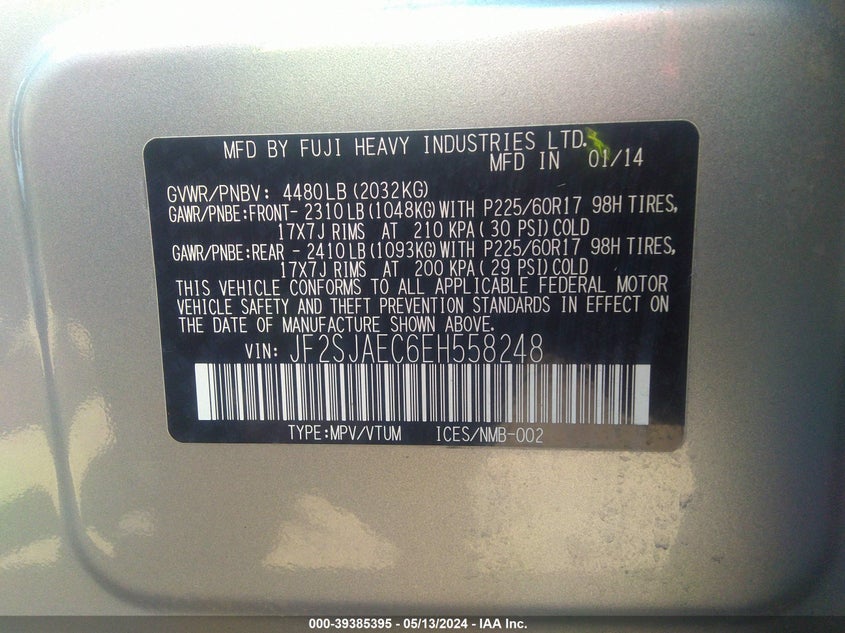 MFD BY FUJI HEAVY INDUSTRIES LTD.
MFD IN 01/14
GVWR/PNBV: 4480LB (2032KG)
GAWR/PNBE:FRONT- 2310 LB (1048KG) WITH P225/60R17 98H TIRES,
17X7J RIMS AT 210 KPA ( 30 PSI) COLD
GAWR/PNBE:REAR - 2410 LB (1093KG) WITH P225/60R17 98H TIRES,
17X7J RIMS AT 200 KPA ( 29 PSI) COLD
THIS VEHICLE CONFORMS TO ALL APPLICABLE FEDERAL MOTOR
VEHICLE SAFETY AND THEFT PREVENTION STANDARDS IN EFFECT ON
THE DATE OF MANUFACTURE SHOWN ABOVE.
VIN: JF2SJAEC6EH558248
TYPE:MPV/VTUM ICES/NMB-002
000-39385395 - 05/13/2024 - IAA Inc.